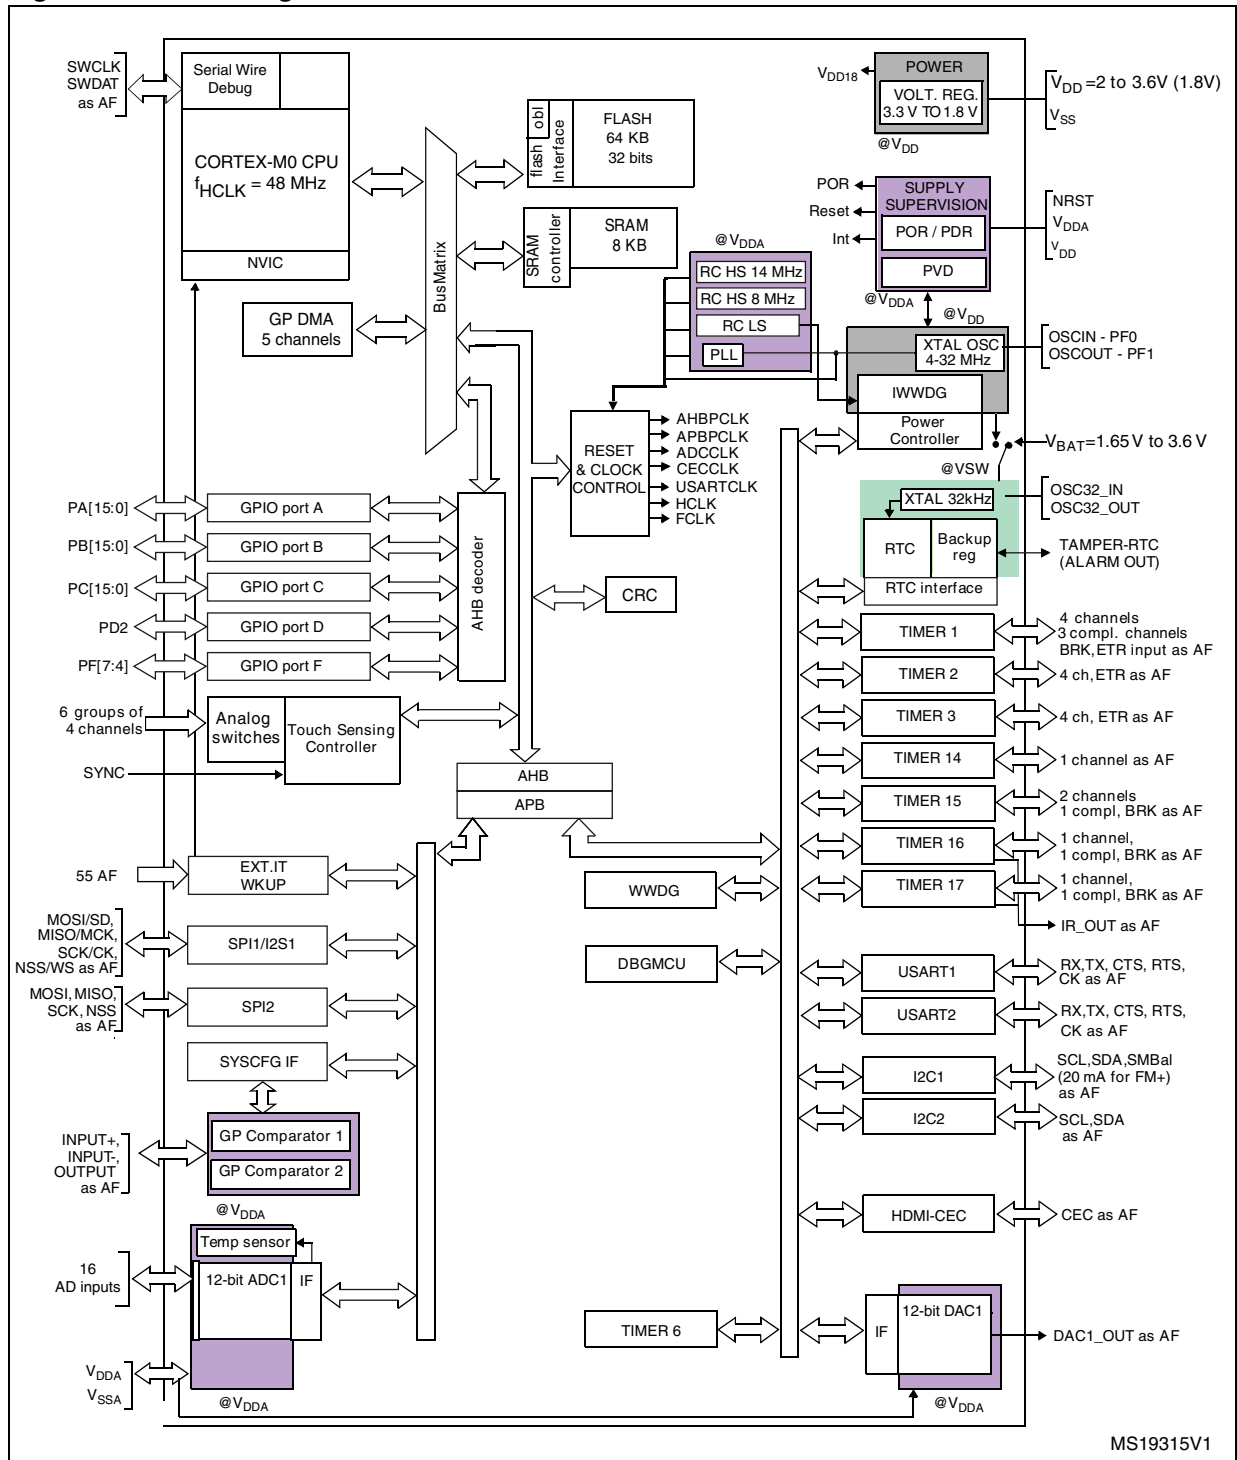 SWCLK
SWDAT
as AF
Serial Wire
Debug
CORTEX-M0 CPU
fHCLK = 48 MHz
NVIC
GP DMA
5 channels
BusMatrix
flash
obl
Interface
FLASH
64 KB
32 bits
SRAM
controller
SRAM
8 KB
VDD18
POWER
VOLT. REG.
3.3 V TO 1.8 V
@VDD
VDD =2 to 3.6V (1.8V)
VSS
POR
Reset
Int
SUPPLY
SUPERVISION
POR / PDR
PVD
@VDDA
NRST
VDDA
VDD
@VDDA
RC HS 14 MHz
RC HS 8 MHz
RC LS
PLL
@VDD
XTAL OSC
4-32 MHz
IWWDG
Power
Controller
OSCIN - PF0
OSCOUT - PF1
VBAT=1.65 V to 3.6 V
@VSW
RESET
& CLOCK
CONTROL
AHBPCLK
APBPCLK
ADCCLK
CECCLK
USARTCLK
HCLK
FCLK
XTAL 32kHz
RTC
Backup
reg
RTC interface
OSC32_IN
OSC32_OUT
TAMPER-RTC
(ALARM OUT)
PA[15:0]
GPIO port A
PB[15:0]
GPIO port B
PC[15:0]
GPIO port C
PD2
GPIO port D
PF[7:4]
GPIO port F
AHB decoder
CRC
6 groups of
4 channels
Analog
switches
Touch Sensing
Controller
SYNC
AHB
APB
TIMER 1
4 channels
3 compl. channels
BRK,ETR input as AF
TIMER 2
4 ch,ETR as AF
TIMER 3
4 ch, ETR as AF
TIMER 14
1 channel as AF
TIMER 15
2 channels
1 compl, BRK as AF
TIMER 16
1 channel,
1 compl, BRK as AF
TIMER 17
1 channel,
1 compl, BRK as AF
IR_OUT as AF
55 AF
EXT.IT
WKUP
WWDG
MOSI/SD,
MISO/MCK,
SCK/CK,
NSS/WS as AF
SPI1/I2S1
DBGMCU
MOSI,MISO,
SCK, NSS
as AF
SPI2
USART1
RX,TX, CTS, RTS,
CK as AF
USART2
RX,TX, CTS, RTS,
CK as AF
SYSCFG IF
I2C1
SCL,SDA,SMBal
(20 mA for FM+)
as AF
I2C2
SCL,SDA
as AF
INPUT+,
INPUT-,
OUTPUT
as AF
GP Comparator 1
GP Comparator 2
@VDDA
HDMI-CEC
CEC as AF
Temp sensor
16
AD inputs
12-bit ADC1
IF
TIMER 6
IF
12-bit DAC1
DAC1_OUT as AF
VDDA
VSSA
@VDDA
@VDDA
MS19315V1